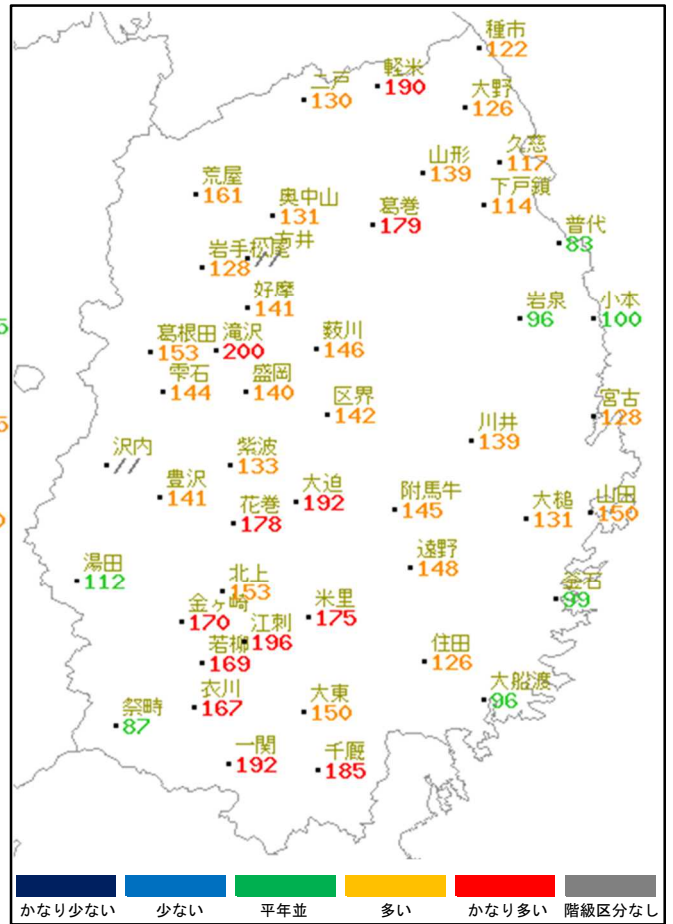 種市
122
軽米
190
二戸
130
大野
126
久慈
117
山形
139
荒屋
161
下戸鎖
114
奥中山
131
葛巻
179
普代
83
一方井
//
岩手松尾
128
好摩
141
岩泉
96
小本
100
葛根田
153
滝沢
200
薮川
146
雫石
144
盛岡
140
区界
142
宮古
128
川井
139
沢内
//
紫波
133
豊沢
141
大迫
192
附馬牛
145
山田
150
花巻
178
大槌
131
遠野
148
湯田
112
北上
153
釜石
99
金ヶ崎
170
米里
175
江刺
196
若柳
169
住田
126
衣川
167
大東
150
大船渡
96
祭畤
87
一関
192
千厩
185
かなり少ない 少ない 平年並 多い かなり多い 階級区分なし